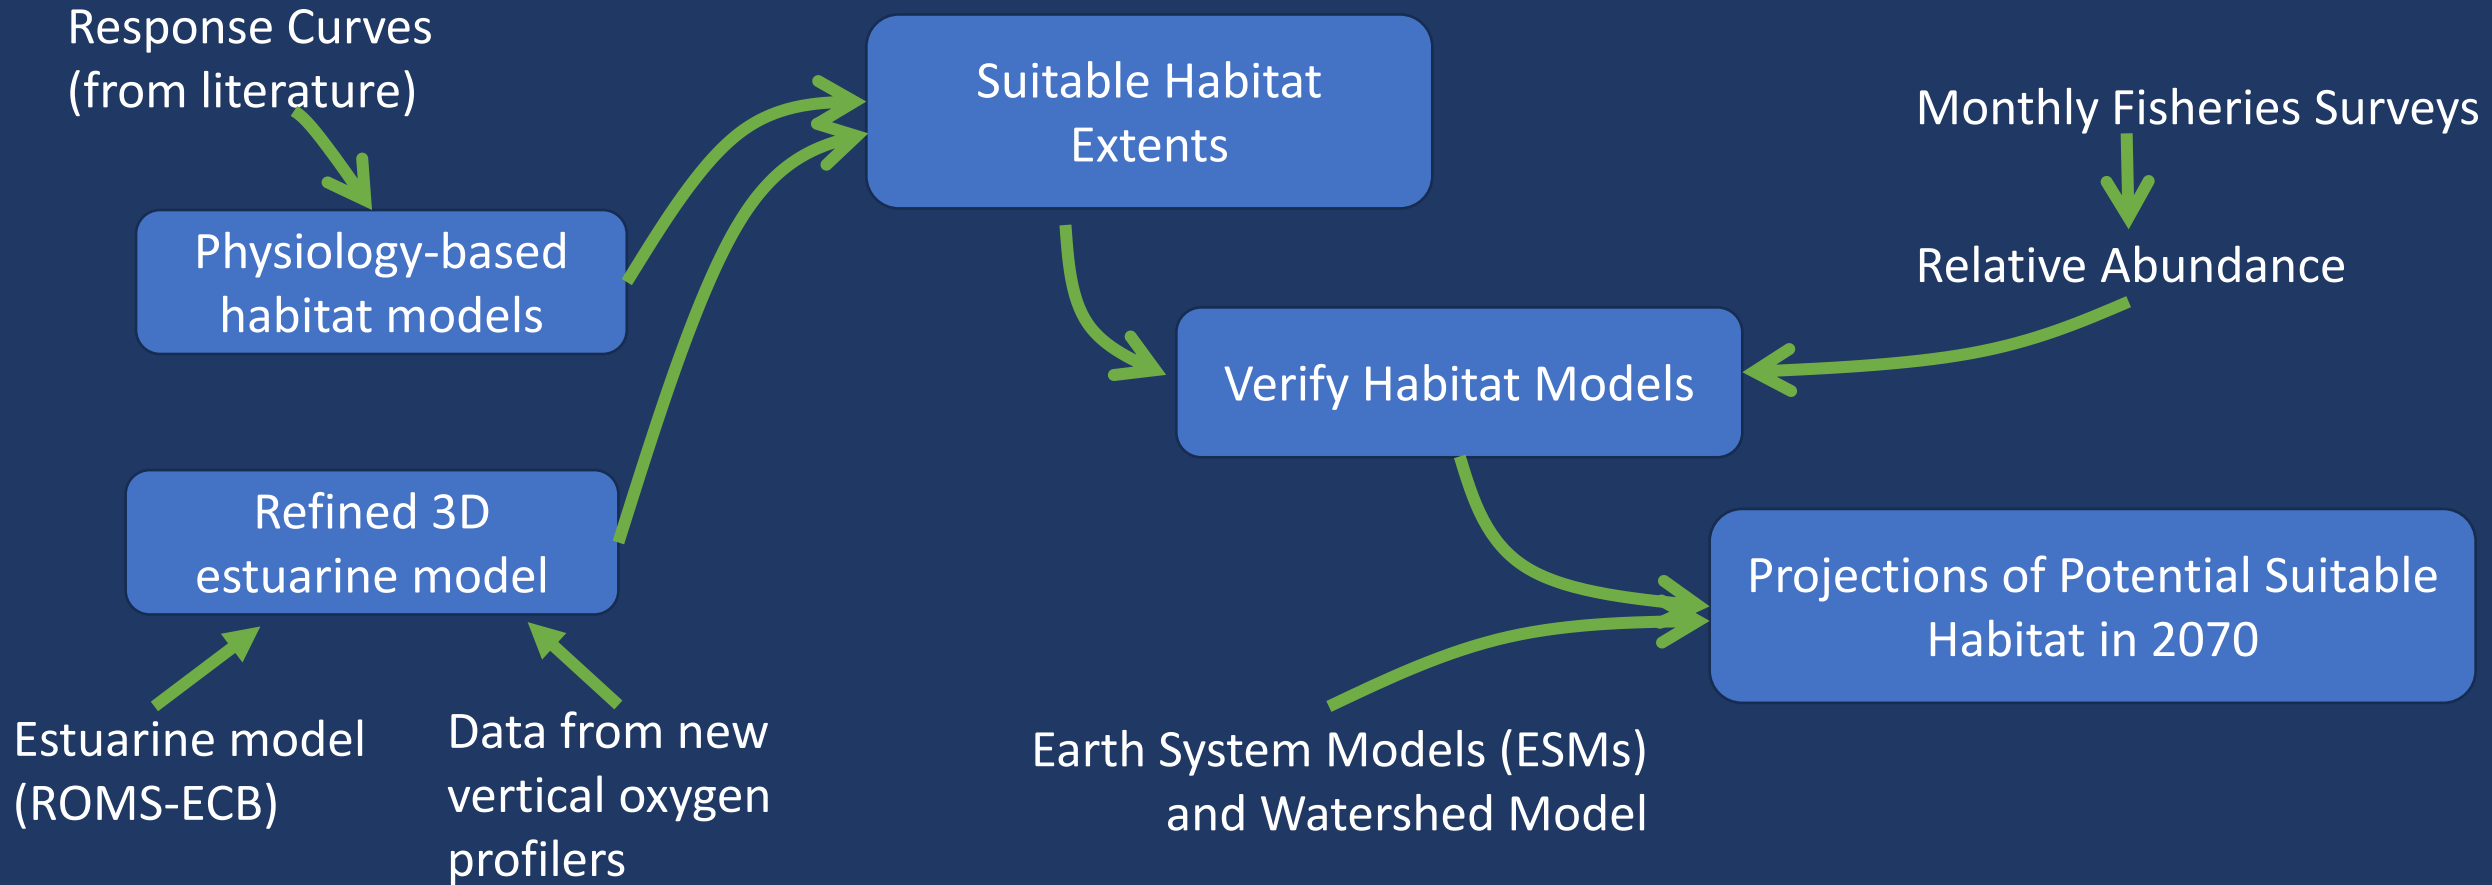 Response Curves
(from literature)
Physiology-based
habitat models
Refined 3D
estuarine model
Estuarine model
(ROMS-ECB)
Data from new
vertical oxygen
profilers
Suitable Habitat
Extents
Verify Habitat Models
Monthly Fisheries Surveys
Relative Abundance
Earth System Models (ESMs)
and Watershed Model
Projections of Potential Suitable
Habitat in 2070